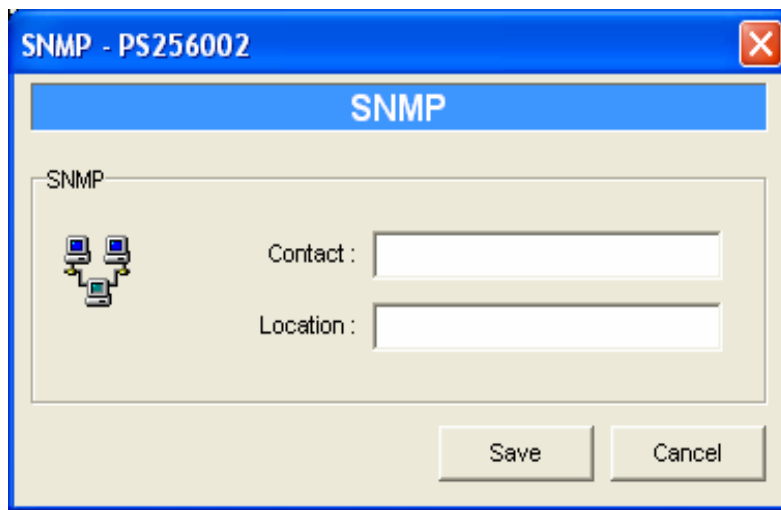 SNMP - PS256002
SNMP
SNMP
Contact :
Location :
Save Cancel